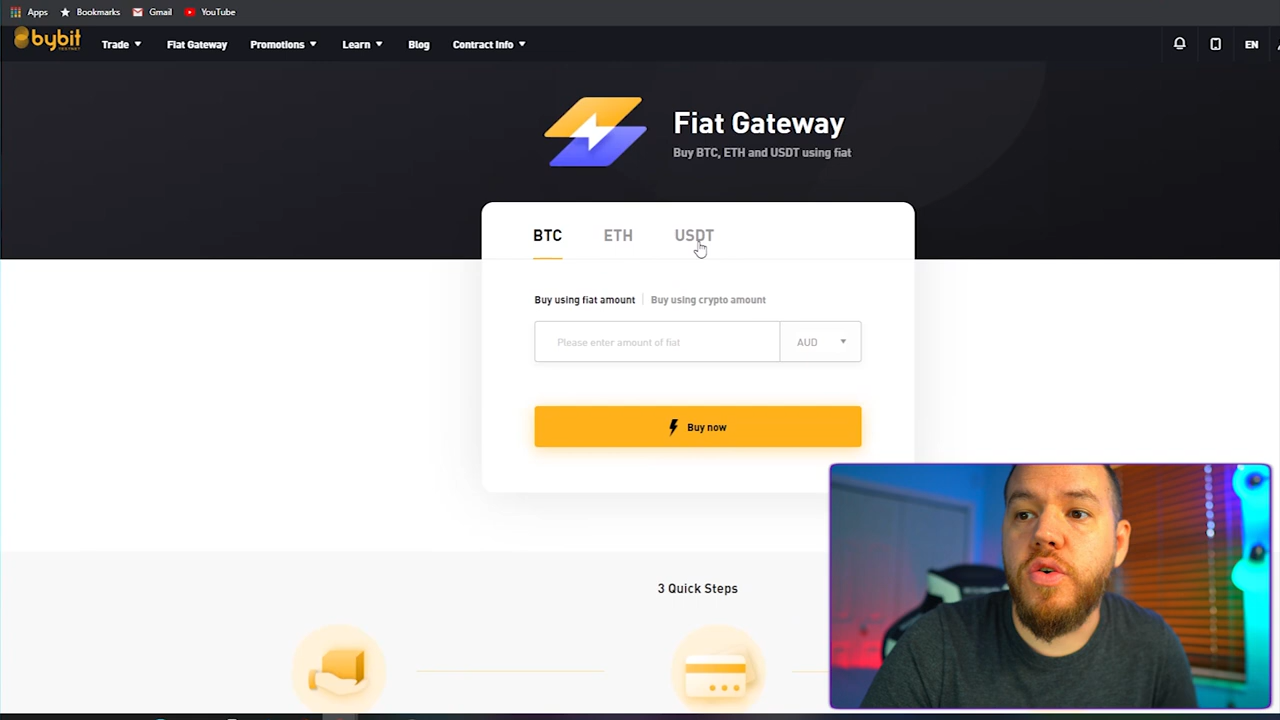 Apps Bookmarks Gmail YouTube
bybit Trade Fiat Gateway Promotions Learn Blog Contract Info EN
TESTNET
Fiat Gateway
Buy BTC, ETH and USDT using fiat
BTC ETH USDT
Buy using fiat amount Buy using crypto amount
Please enter amount of fiat AUD
Buy now
3 Quick Steps